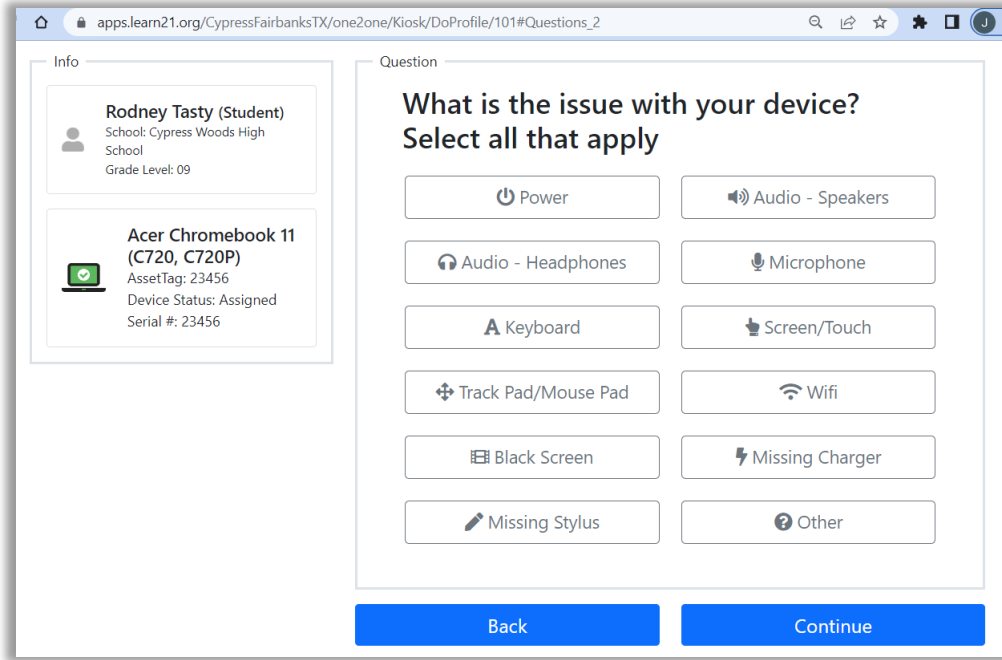 apps.learn21.org/CypressFairbanksTX/one2one/Kiosk/DoProfile/101#Questions_2
J
Info
Rodney Tasty (Student)
School: Cypress Woods High
School
Grade Level: 09
Acer Chromebook 11
(C720, C720P)
AssetTag: 23456
Device Status: Assigned
Serial #: 23456
Question
What is the issue with your device?
Select all that apply
Power
Audio - Speakers
Audio - Headphones
Microphone
A Keyboard
Screen/Touch
Track Pad/Mouse Pad
Wifi
Black Screen
Missing Charger
Missing Stylus
? Other
Back
Continue